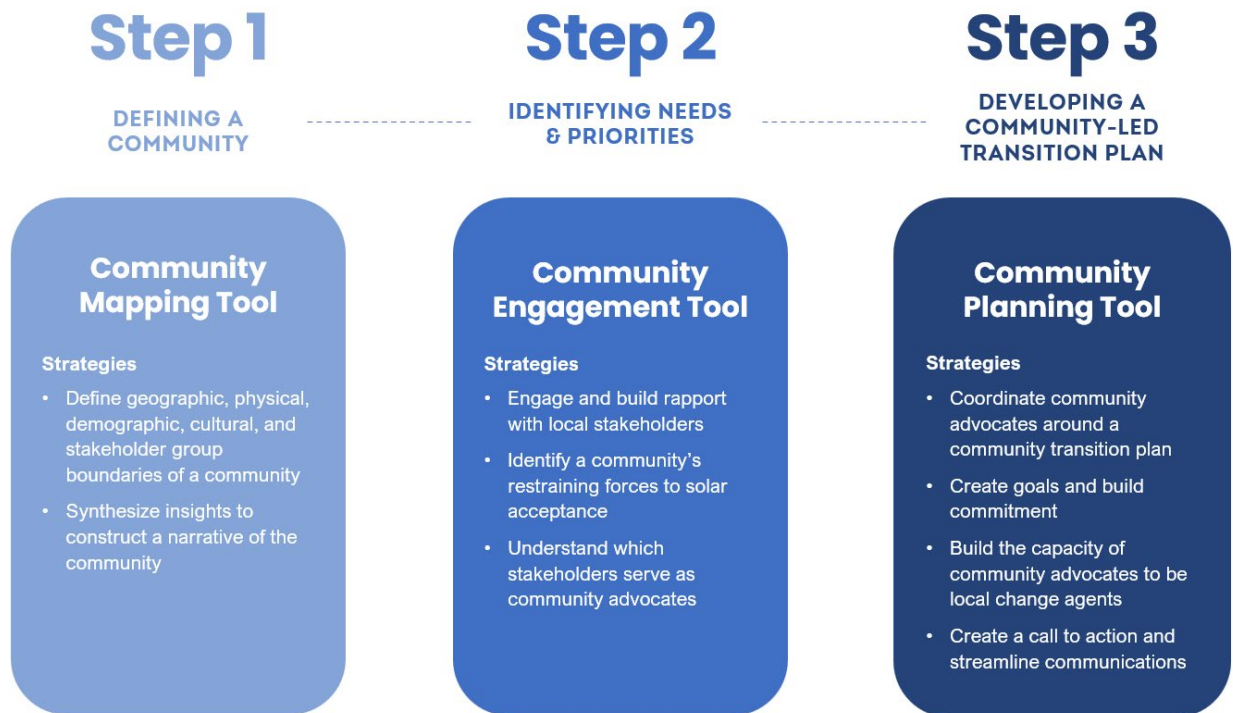 Step 1
DEFINING A
COMMUNITY
Community
Mapping Tool
Strategies
• Define geographic, physical,
demographic, cultural, and
stakeholder group
boundaries of a community
• Synthesize insights to
construct a narrative of the
community
Step 2
IDENTIFYING NEEDS
& PRIORITIES
Community
Engagement Tool
Strategies
• Engage and build rapport
with local stakeholders
• Identify a community’s
restraining forces to solar
acceptance
• Understand which
stakeholders serve as
community advocates
Step 3
DEVELOPING A
COMMUNITY-LED
TRANSITION PLAN
Community
Planning Tool
Strategies
• Coordinate community
advocates around a
community transition plan
• Create goals and build
commitment
• Build the capacity of
community advocates to be
local change agents
• Create a call to action and
streamline communications